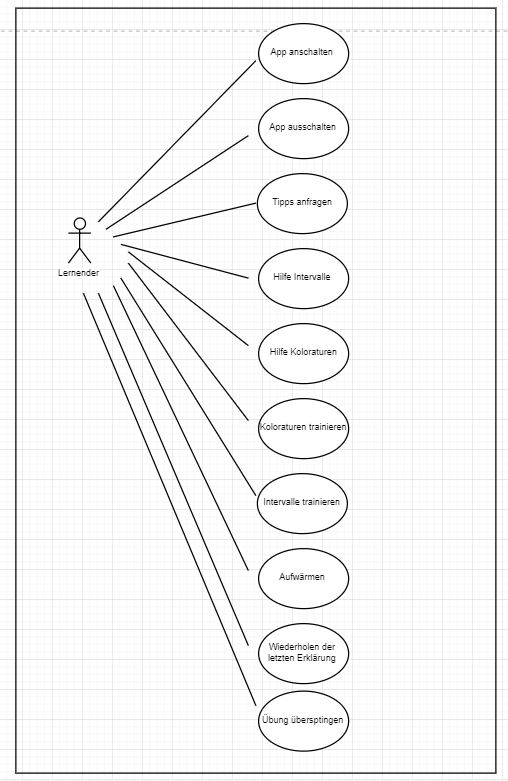 App anschalten
App ausschalten
Tipps anfragen
Lernender
Hilfe Intervalle
Hilfe Koloraturen
Koloraturen trainieren
Intervalle trainieren
Aufwärmen
Wiederholen der
letzten Erklärung
Übung übersptingen